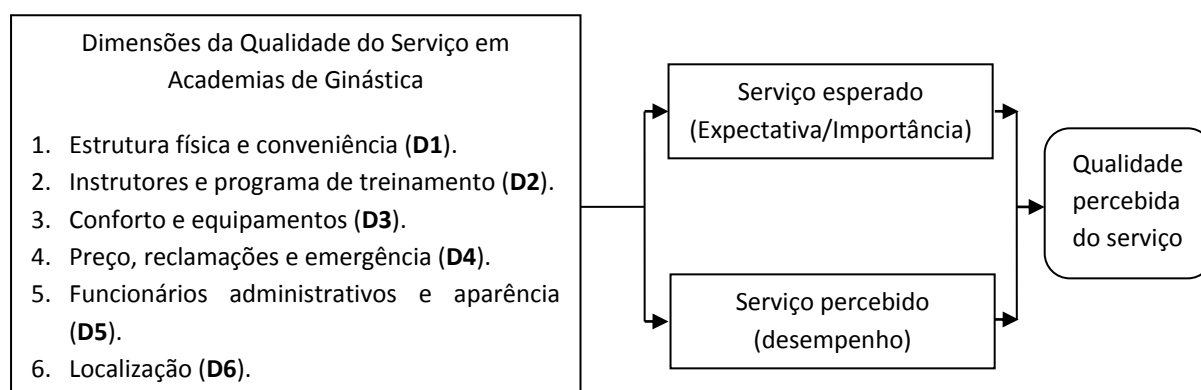 Dimensões da Qualidade do Serviço em
Academias de Ginástica
1. Estrutura física e conveniência (D1).
2. Instrutores e programa de treinamento (D2).
3. Conforto e equipamentos (D3).
4. Preço, reclamações e emergência (D4).
5. Funcionários administrativos e aparência
(D5).
6. Localização (D6).
Serviço esperado
(Expectativa/Importância)
Serviço percebido
(desempenho)
Qualidade
percebida
do serviço